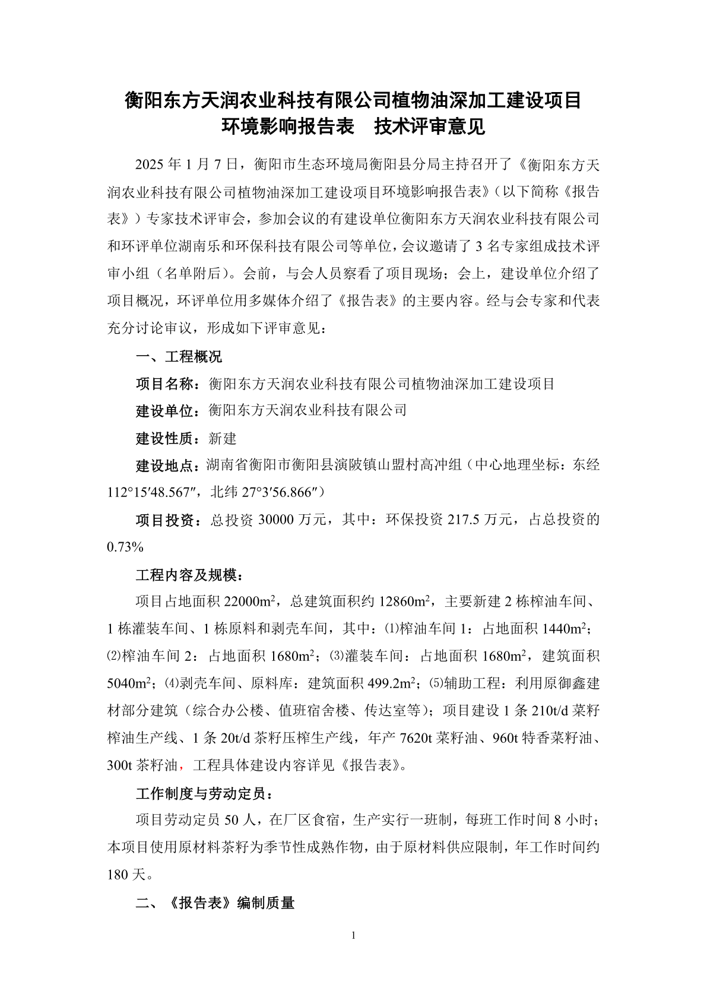 衡阳东方天润农业科技有限公司植物油深加工建设项目
环境影响报告表 技术评审意见
2025 年 1 月 7 日，衡阳市生态环境局衡阳县分局主持召开了《衡阳东方天
润农业科技有限公司植物油深加工建设项目环境影响报告表》（以下简称《报告
表》）专家技术评审会，参加会议的有建设单位衡阳东方天润农业科技有限公司
和环评单位湖南乐和环保科技有限公司等单位，会议邀请了 3 名专家组成技术评
审小组（名单附后）。会前，与会人员察看了项目现场；会上，建设单位介绍了
项目概况，环评单位用多媒体介绍了《报告表》的主要内容。经与会专家和代表
充分讨论审议，形成如下评审意见：
一、工程概况
项目名称：衡阳东方天润农业科技有限公司植物油深加工建设项目
建设单位：衡阳东方天润农业科技有限公司
建设性质：新建
建设地点：湖南省衡阳市衡阳县演陂镇山盟村高冲组（中心地理坐标：东经
112°15′48.567″，北纬 27°3′56.866″）
项目投资：总投资 30000 万元，其中：环保投资 217.5 万元，占总投资的
0.73%
工程内容及规模：
项目占地面积 22000m²，总建筑面积约 12860m²，主要新建 2 栋榨油车间、
1 栋灌装车间、1 栋原料和剥壳车间，其中：⑴榨油车间 1：占地面积 1440m²；
⑵榨油车间 2：占地面积 1680m²；⑶灌装车间：占地面积 1680m²，建筑面积
5040m²；⑷剥壳车间、原料库：建筑面积 499.2m²；⑸辅助工程：利用原御鑫建
材部分建筑（综合办公楼、值班宿舍楼、传达室等）；项目建设 1 条 210t/d 菜籽
榨油生产线、1 条 20t/d 茶籽压榨生产线，年产 7620t 菜籽油、960t 特香菜籽油、
300t 茶籽油，工程具体建设内容详见《报告表》。
工作制度与劳动定员：
项目劳动定员 50 人，在厂区食宿，生产实行一班制，每班工作时间 8 小时；
本项目使用原材料茶籽为季节性成熟作物，由于原材料供应限制，年工作时间约
180 天。
二、《报告表》编制质量
1